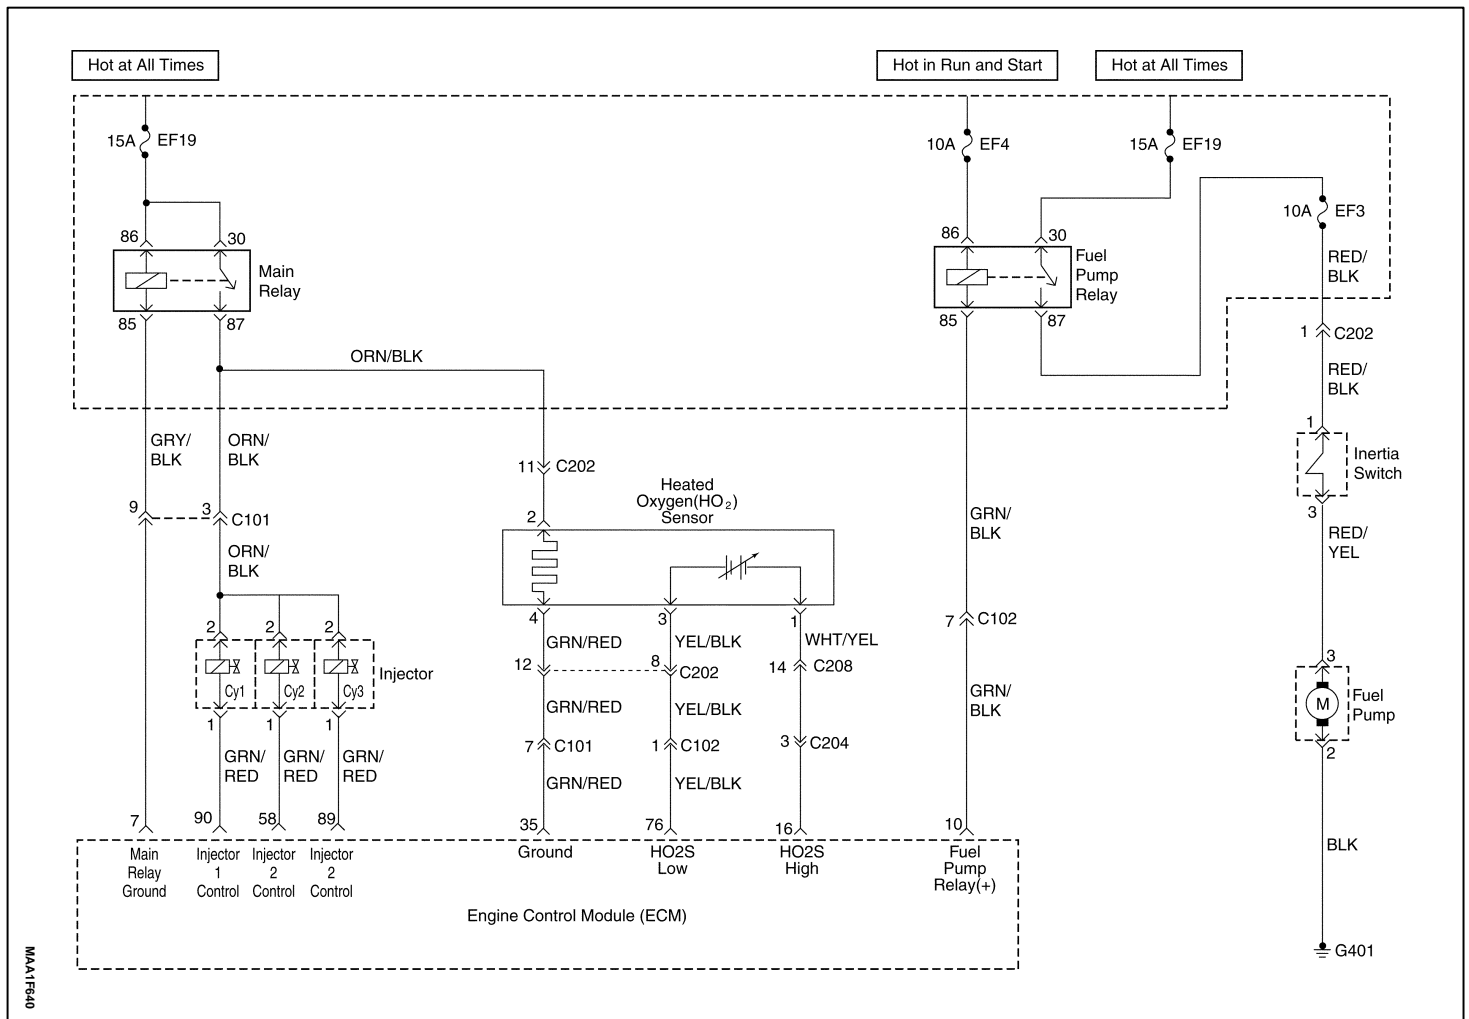 Hot at All Times
Hot in Run and Start
Hot at All Times
15A EF19
10A EF4
15A EF19
10A EF3
86 30
Main
Relay
85 87
86 30
Fuel
Pump
Relay
85 87
RED/
BLK
1 C202
RED/
BLK
ORN/BLK
GRY/
BLK
ORN/
BLK
11 C202
1
Inertia
Switch
3
RED/
YEL
9 3 C101
ORN/
BLK
Heated
Oxygen(HO2)
Sensor
2
4 3 1
GRN/
BLK
7 C102
GRN/
BLK
2 2 2
Cy1 Cy2 Cy3
Injector
1 1 1
GRN/
RED
GRN/
RED
GRN/
RED
GRN/RED YEL/BLK WHT/YEL
12 8 C202 14 C208
GRN/RED YEL/BLK
7 C101 1 C102 3 C204
GRN/RED YEL/BLK
3
M
Fuel
Pump
2
BLK
G401
7 90 58 89 35 76 16 10
Main
Relay
Ground
Injector
1
Control
Injector
2
Control
Injector
2
Control
Ground
HO2S
Low
HO2S
High
Fuel
Pump
Relay(+)
Engine Control Module (ECM)
MAA1F640